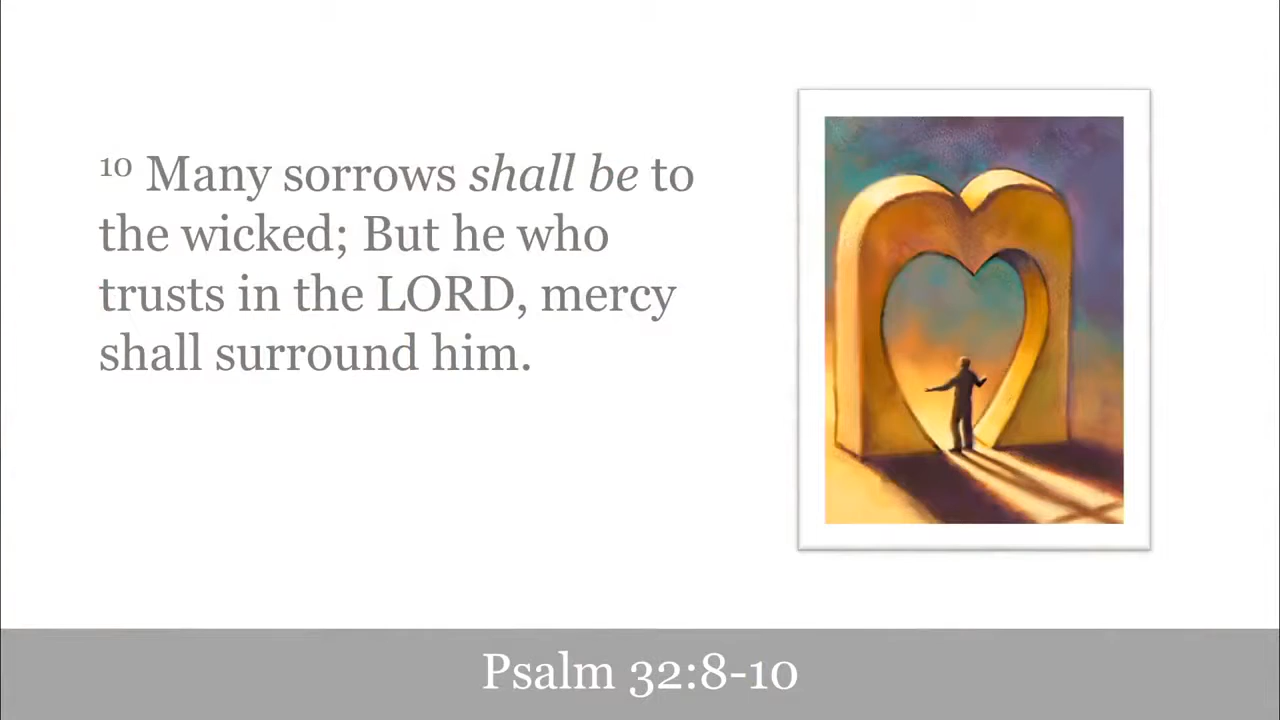 ¹⁰ Many sorrows shall be to
the wicked; But he who
trusts in the LORD, mercy
shall surround him.
Psalm 32:8-10